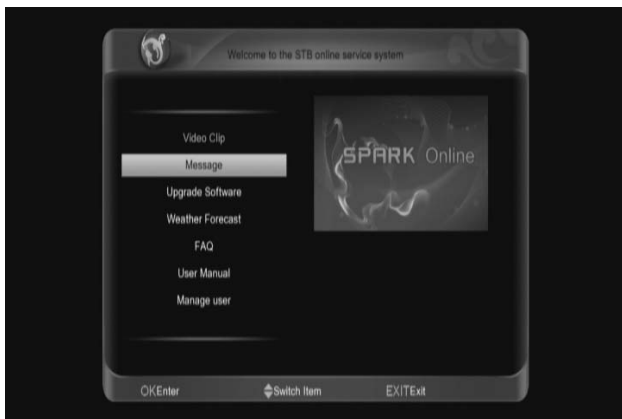 Welcome to the STB online service system
Video Clip
Message
Upgrade Software
Weather Forecast
FAQ
User Manual
Manage user
SPARK Online
OKEnter
Switch Item
EXITExit